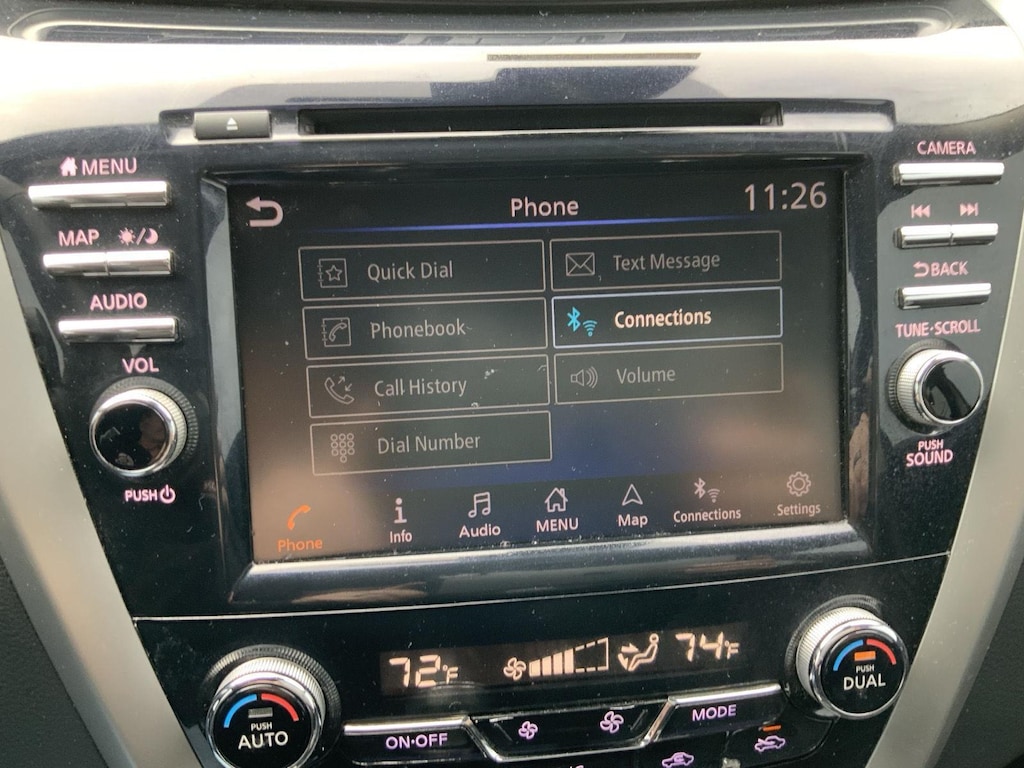 MENU
CAMERA
Phone
11:26
MAP
BACK
AUDIO
TUNE·SCROLL
VOL
PUSH
PUSH
SOUND
Quick Dial
Text Message
Phonebook
Connections
Call History
Volume
Dial Number
Phone
Info
Audio
MENU
Map
Connections
Settings
72°F
74°F
PUSH
AUTO
PUSH
DUAL
ON·OFF
MODE